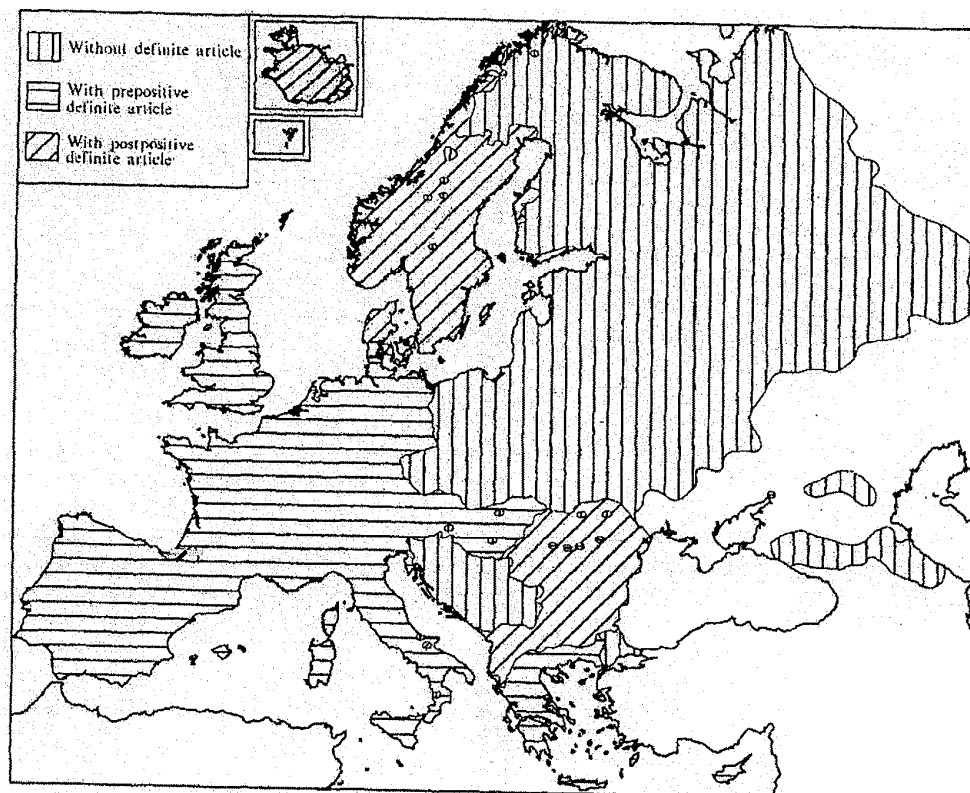 Without definite article
With prepositive
definite article
With postpositive
definite article